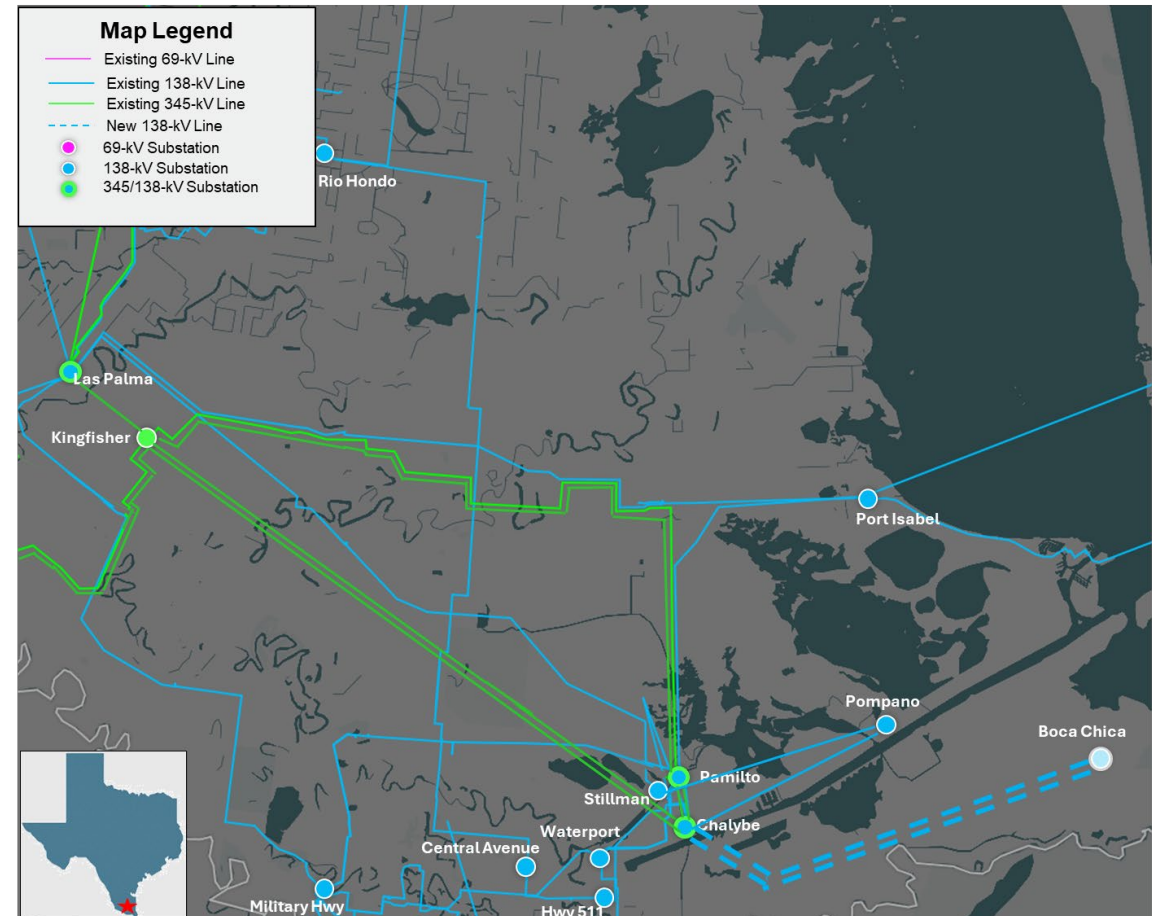 Map Legend
Existing 69-kV Line
Existing 138-kV Line
Existing 345-kV Line
New 138-kV Line
69-kV Substation
138-kV Substation
345/138-kV Substation
Rio Hondo
Las Palma
Kingfisher
Port Isabel
Pompano
Boca Chica
Pamilto
Stillman
Chalybe
Waterport
Central Avenue
Military Hwy
Hwy 511